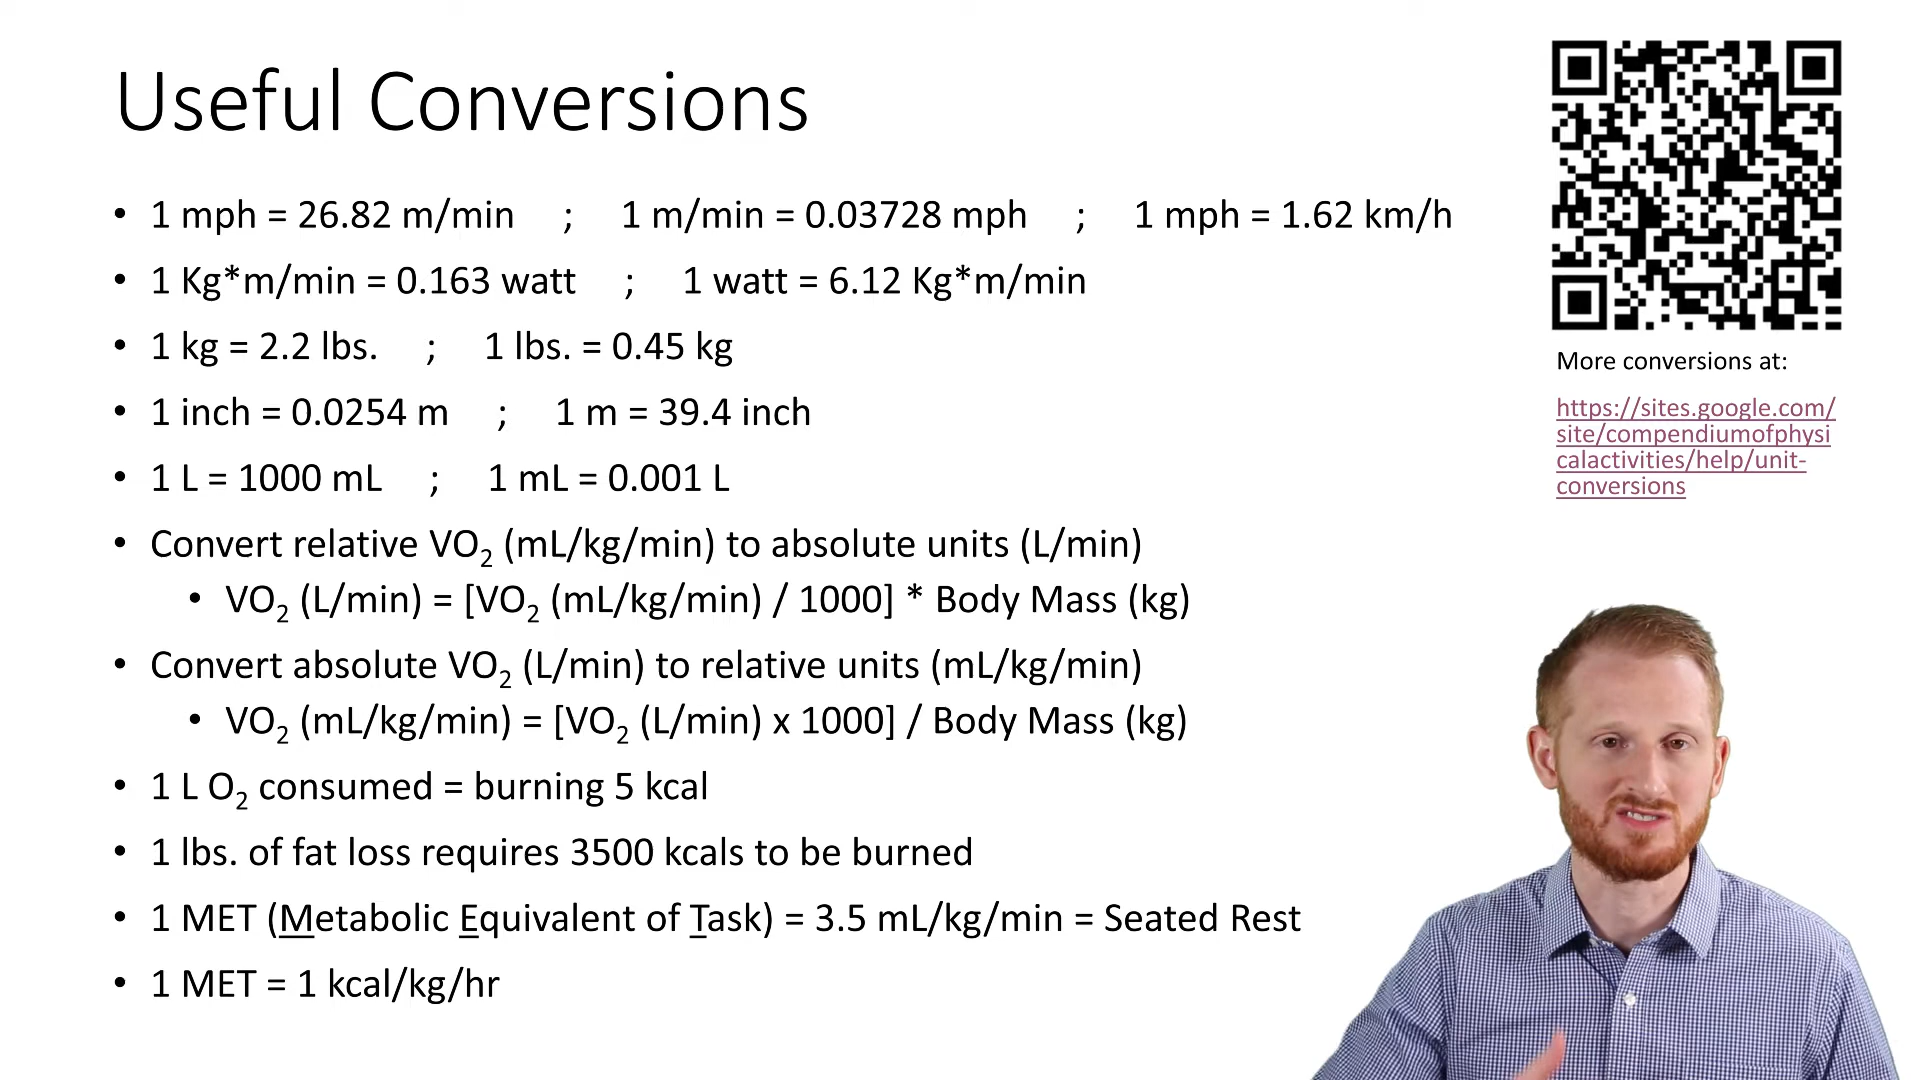 Useful Conversions
• 1 mph = 26.82 m/min ; 1 m/min = 0.03728 mph ; 1 mph = 1.62 km/h
• 1 Kg*m/min = 0.163 watt ; 1 watt = 6.12 Kg*m/min
• 1 kg = 2.2 lbs. ; 1 lbs. = 0.45 kg
• 1 inch = 0.0254 m ; 1 m = 39.4 inch
• 1 L = 1000 mL ; 1 mL = 0.001 L
• Convert relative VO₂ (mL/kg/min) to absolute units (L/min)
• VO₂ (L/min) = [VO₂ (mL/kg/min) / 1000] * Body Mass (kg)
• Convert absolute VO₂ (L/min) to relative units (mL/kg/min)
• VO₂ (mL/kg/min) = [VO₂ (L/min) x 1000] / Body Mass (kg)
• 1 L O₂ consumed = burning 5 kcal
• 1 lbs. of fat loss requires 3500 kcals to be burned
• 1 MET (Metabolic Equivalent of Task) = 3.5 mL/kg/min = Seated Rest
• 1 MET = 1 kcal/kg/hr
More conversions at:
https://sites.google.com/
site/compendiumofphysi
calactivities/help/unit-
conversions